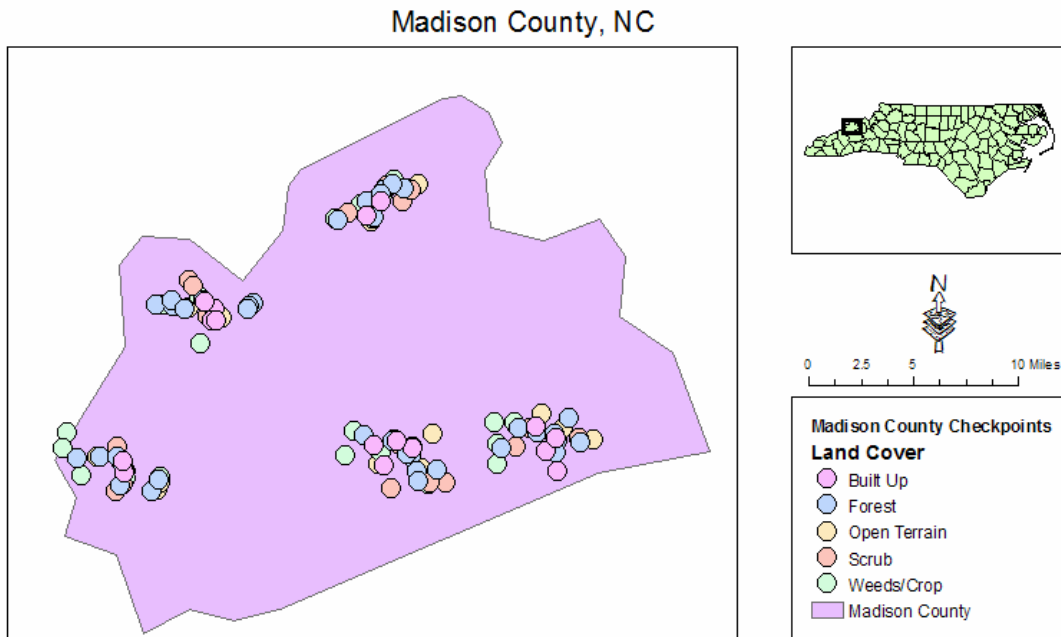 Madison County, NC
N
0 2.5 5 10 Miles
Madison County Checkpoints
Land Cover
Built Up
Forest
Open Terrain
Scrub
Weeds/Crop
Madison County